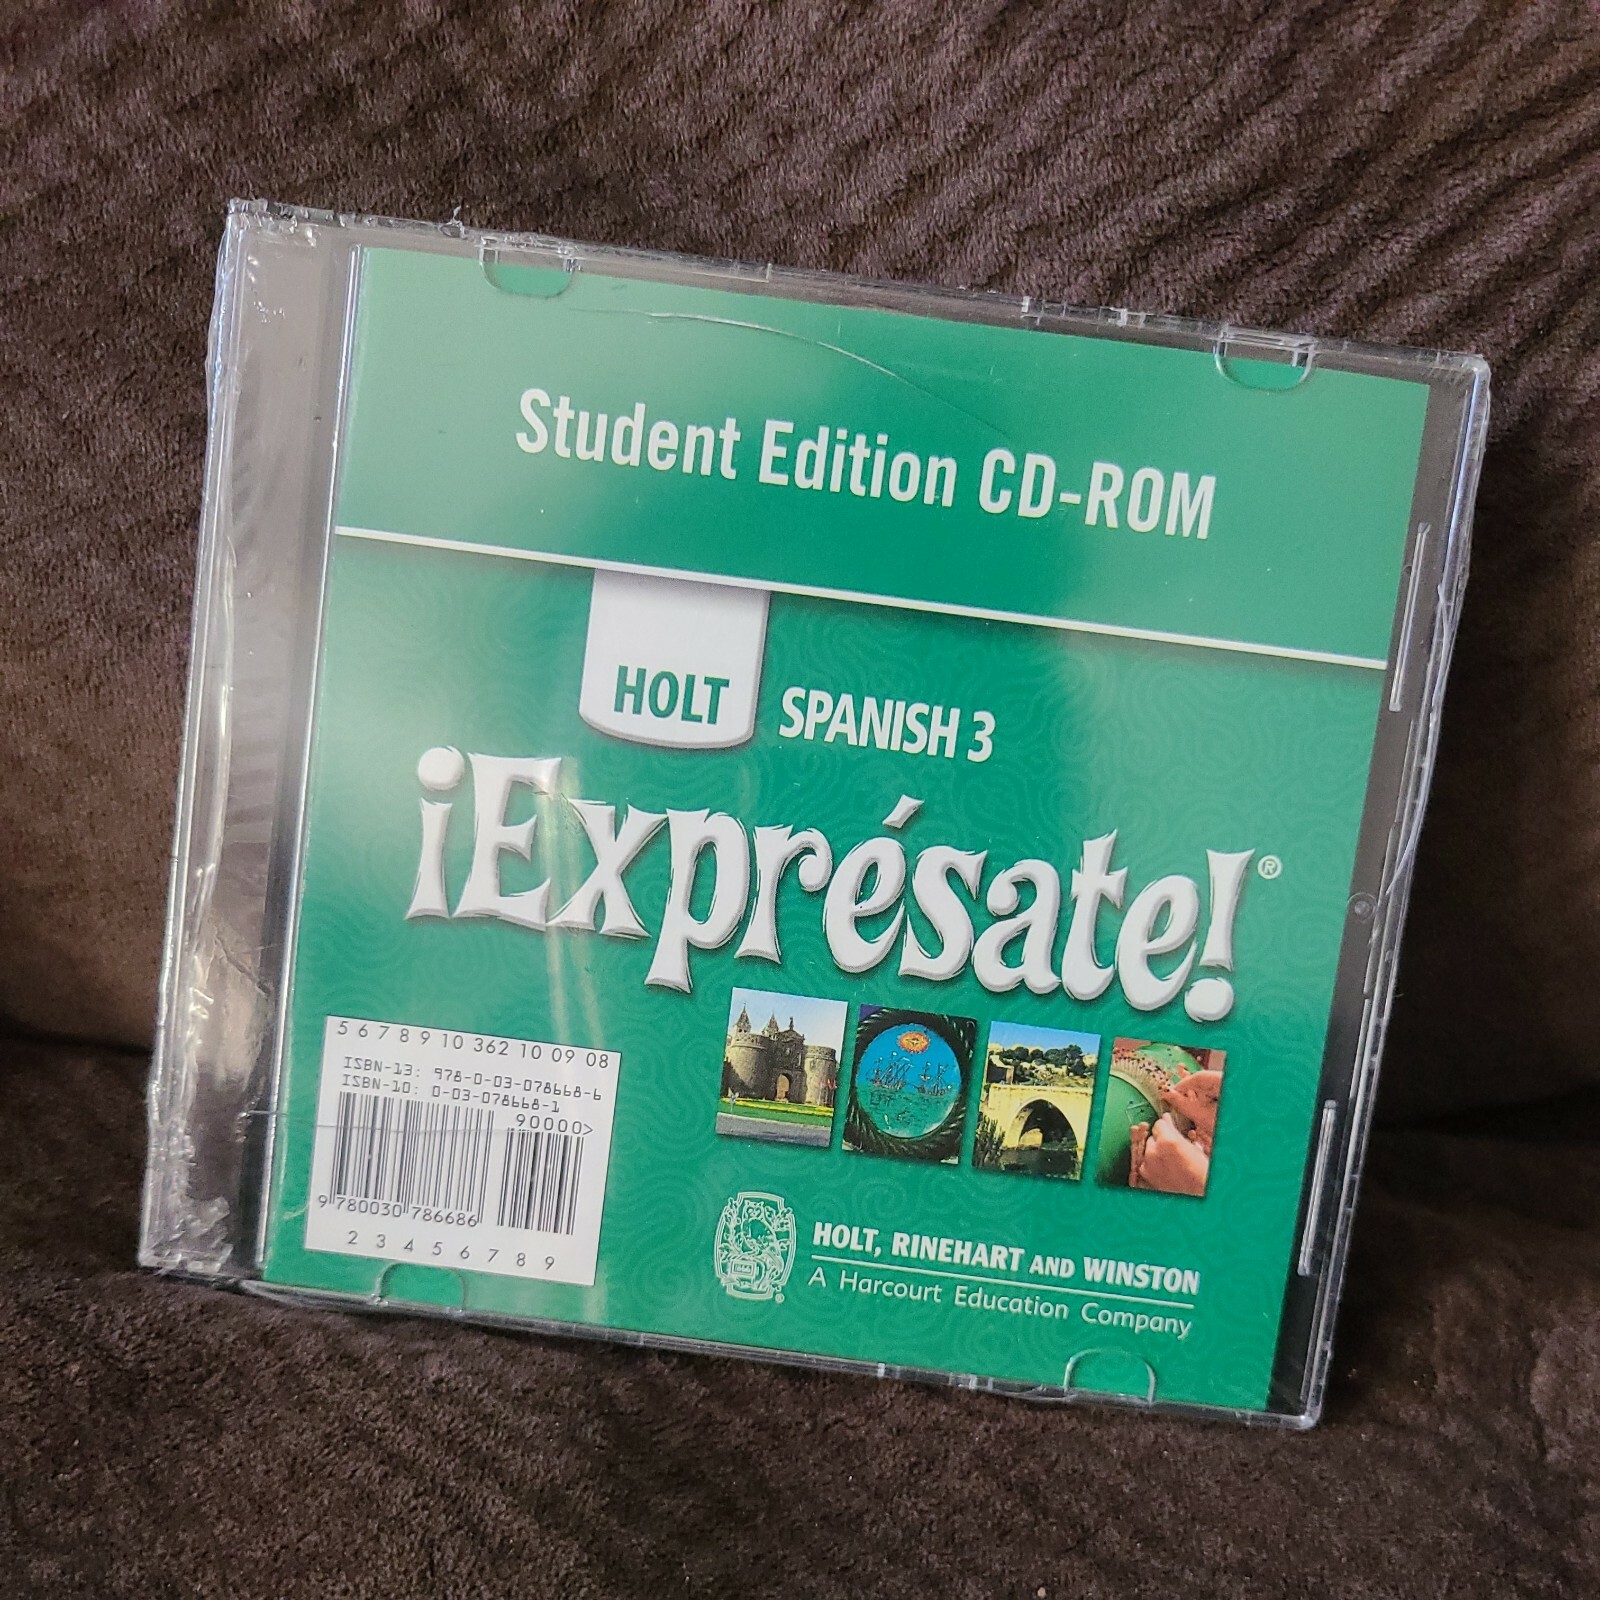 Student Edition CD-ROM
HOLT SPANISH 3
¡Exprésate!®
5 6 7 8 9 10 362 10 09 08
ISBN-13: 978-0-03-078668-6
ISBN-10: 0-03-078668-1
90000>
9 780030 786686
2 3 4 5 6 7 8 9
HOLT, RINEHART AND WINSTON
A Harcourt Education Company